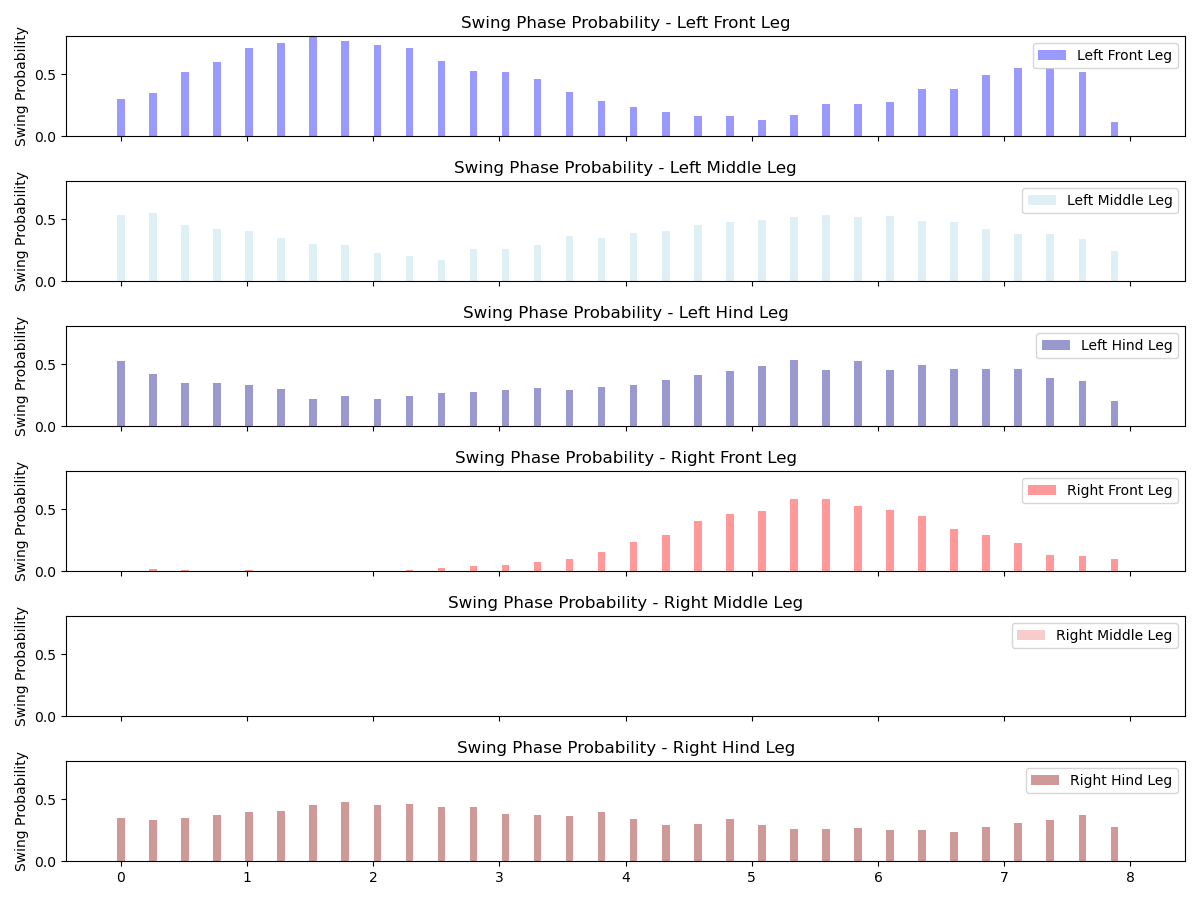 Swing Phase Probability - Left Front Leg
Swing Probability
0.5
0.0
Left Front Leg
Swing Phase Probability - Left Middle Leg
Swing Probability
0.5
0.0
Left Middle Leg
Swing Phase Probability - Left Hind Leg
Swing Probability
0.5
0.0
Left Hind Leg
Swing Phase Probability - Right Front Leg
Swing Probability
0.5
0.0
Right Front Leg
Swing Phase Probability - Right Middle Leg
Swing Probability
0.5
0.0
Right Middle Leg
Swing Phase Probability - Right Hind Leg
Swing Probability
0.5
0.0
Right Hind Leg
0 1 2 3 4 5 6 7 8